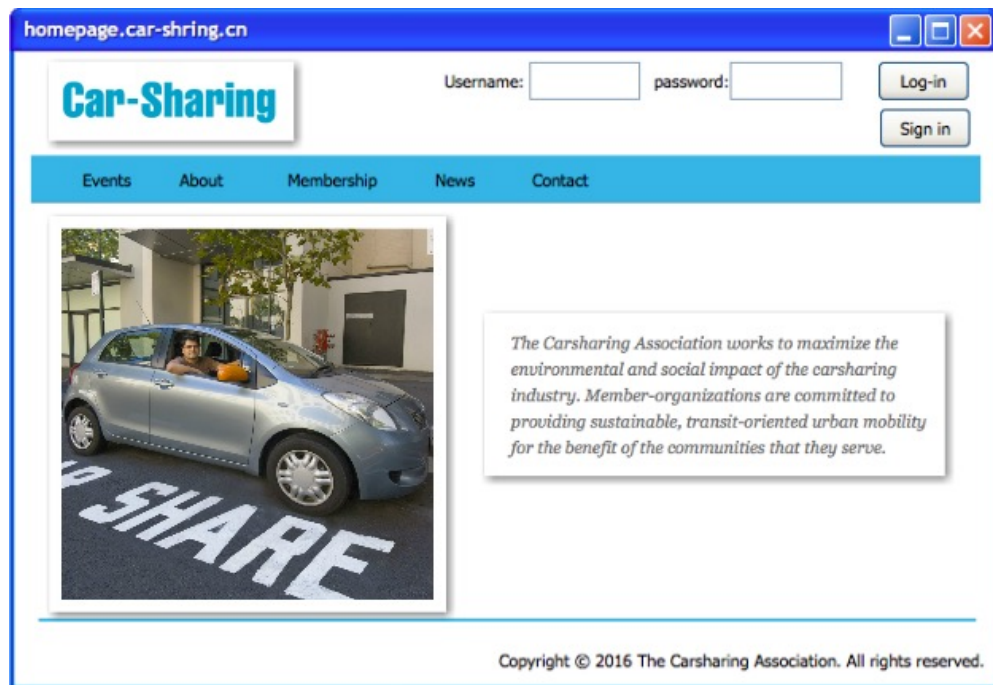 homepage.car-shring.cn
Car-Sharing
Username: password: Log-in
Sign in
Events About Membership News Contact
The Carsharing Association works to maximize the
environmental and social impact of the carsharing
industry. Member-organizations are committed to
providing sustainable, transit-oriented urban mobility
for the benefit of the communities that they serve.
SHARE
Copyright © 2016 The Carsharing Association. All rights reserved.